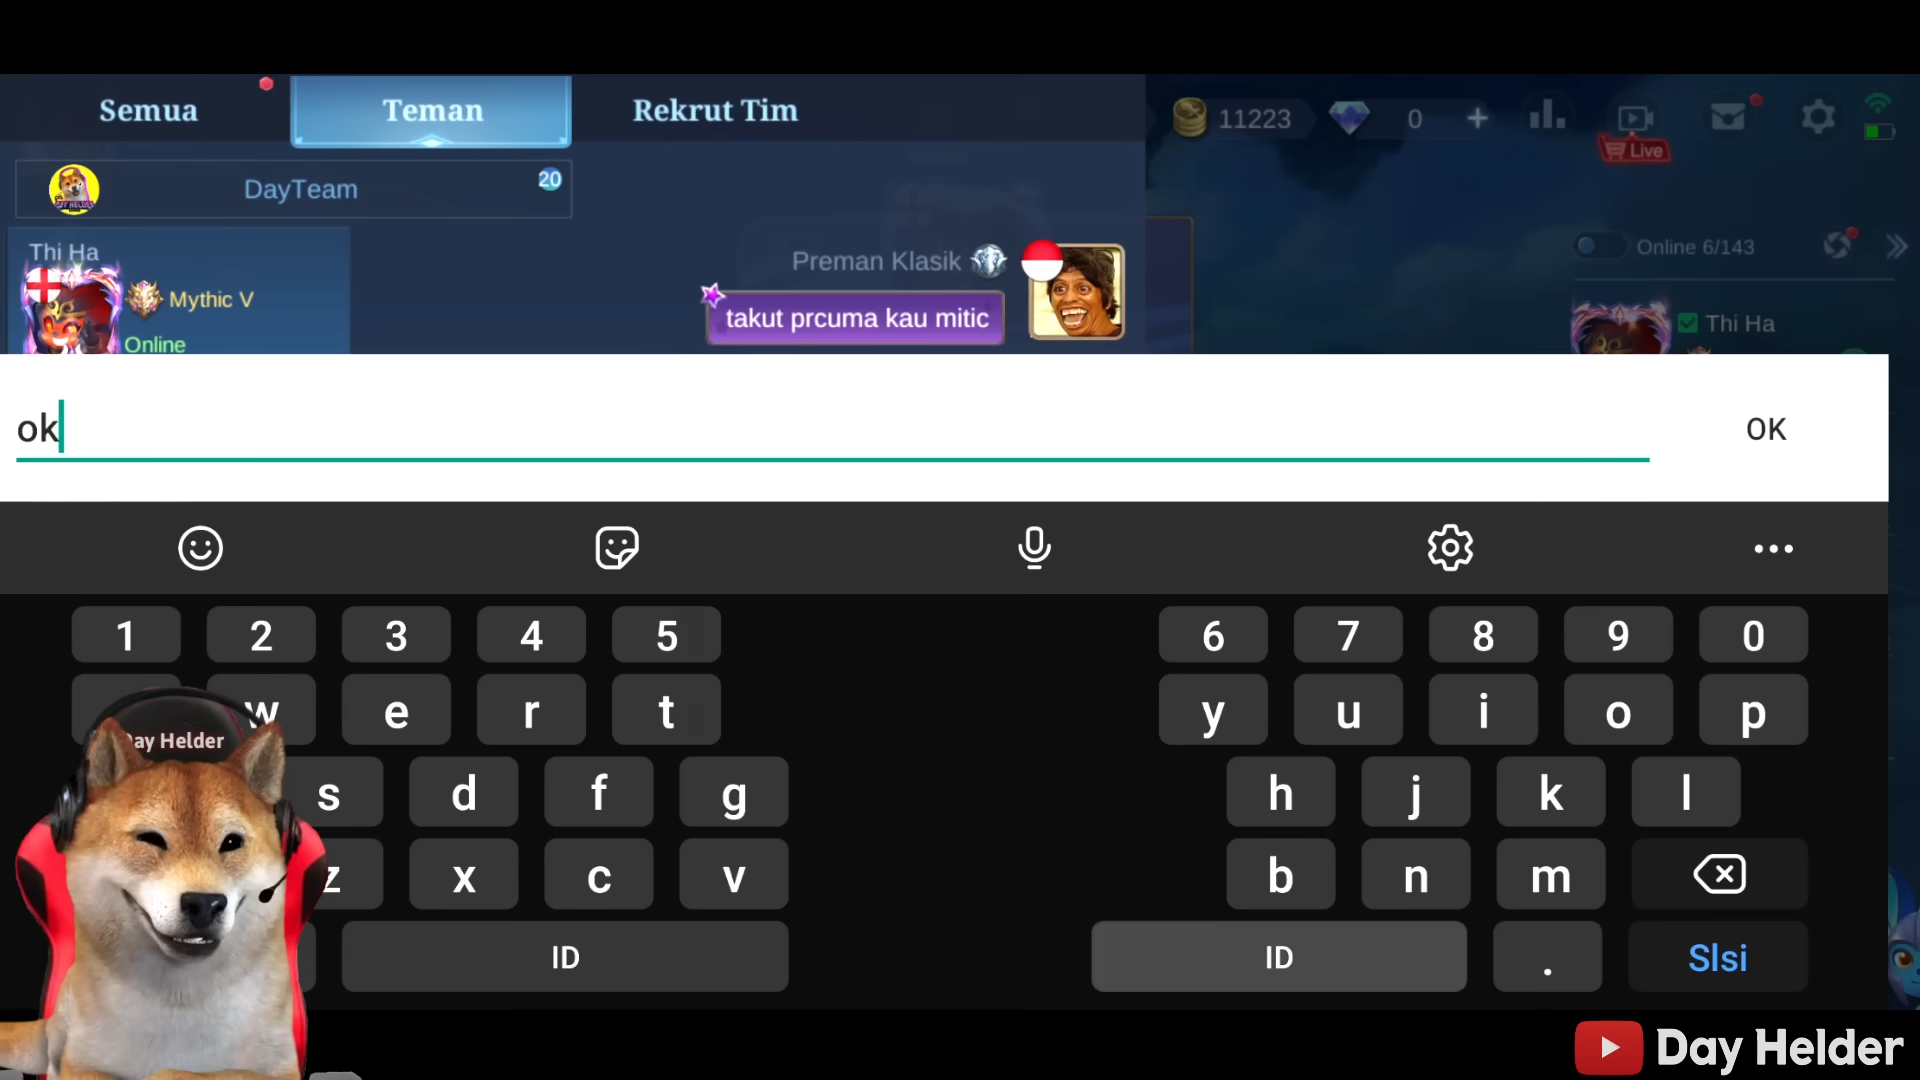 Semua
Teman
Rekrut Tim
11223
0
+
Live
DayTeam
20
Online 6/143
Thi Ha
Mythic V
Online
Preman Klasik
takut prcuma kau mitic
Thi Ha
ok
OK
1 2 3 4 5 6 7 8 9 0
w e r t y u i o p
s d f g h j k l
z x c v b n m
ID ID . Slsi
Day Helder
Day Helder